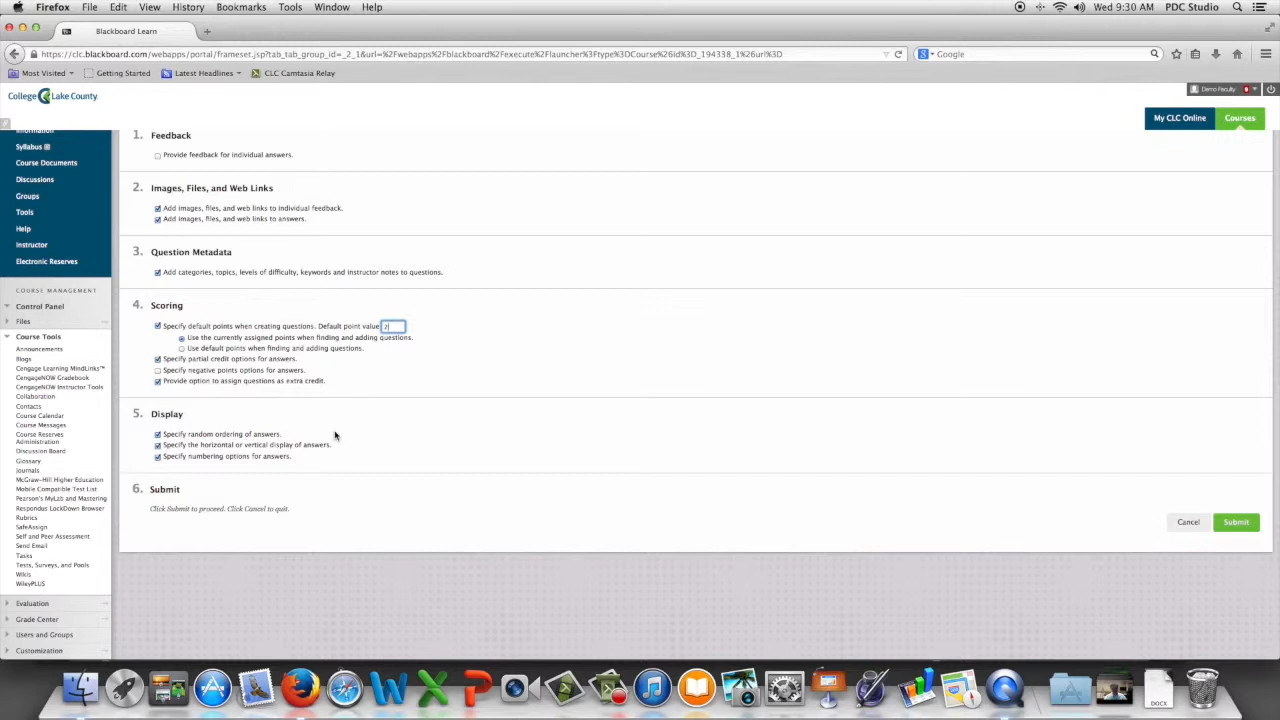 Firefox File Edit View History Bookmarks Tools Window Help Wed 9:30 AM PDC Studio
Blackboard Learn
https://clc.blackboard.com/webapps/portal/frameset.jsp?tab_tab_group_id=_2_1&url=%2Fwebapps%2Fblackboard%2Fexecute%2Flauncher%3Ftype%3DCourse%26id%3D_194338_1%26url%3D Google
Most Visited Getting Started Latest Headlines CLC Camtasia Relay
College Lake County
Demo Faculty
My CLC Online Courses
Information
Syllabus
Course Documents
Discussions
Groups
Tools
Help
Instructor
Electronic Reserves
COURSE MANAGEMENT
Control Panel
Files
Course Tools
Announcements
Blogs
Cengage Learning MindLinks™
CengageNOW Gradebook
CengageNOW Instructor Tools
Collaboration
Contacts
Course Calendar
Course Messages
Course Reserves
Administration
Discussion Board
Glossary
Journals
McGraw-Hill Higher Education
Mobile Compatible Test List
Pearson's MyLab and Mastering
Respondus LockDown Browser
Rubrics
SafeAssign
Self and Peer Assessment
Send Email
Tasks
Tests, Surveys, and Pools
Wikis
WileyPLUS
Evaluation
Grade Center
Users and Groups
Customization
1. Feedback
Provide feedback for individual answers.
2. Images, Files, and Web Links
Add images, files, and web links to individual feedback.
Add images, files, and web links to answers.
3. Question Metadata
Add categories, topics, levels of difficulty, keywords and instructor notes to questions.
4. Scoring
Specify default points when creating questions. Default point value 2
Use the currently assigned points when finding and adding questions.
Use default points when finding and adding questions.
Specify partial credit options for answers.
Specify negative points options for answers.
Provide option to assign questions as extra credit.
5. Display
Specify random ordering of answers.
Specify the horizontal or vertical display of answers.
Specify numbering options for answers.
6. Submit
Click Submit to proceed. Click Cancel to quit.
Cancel Submit
DOCX